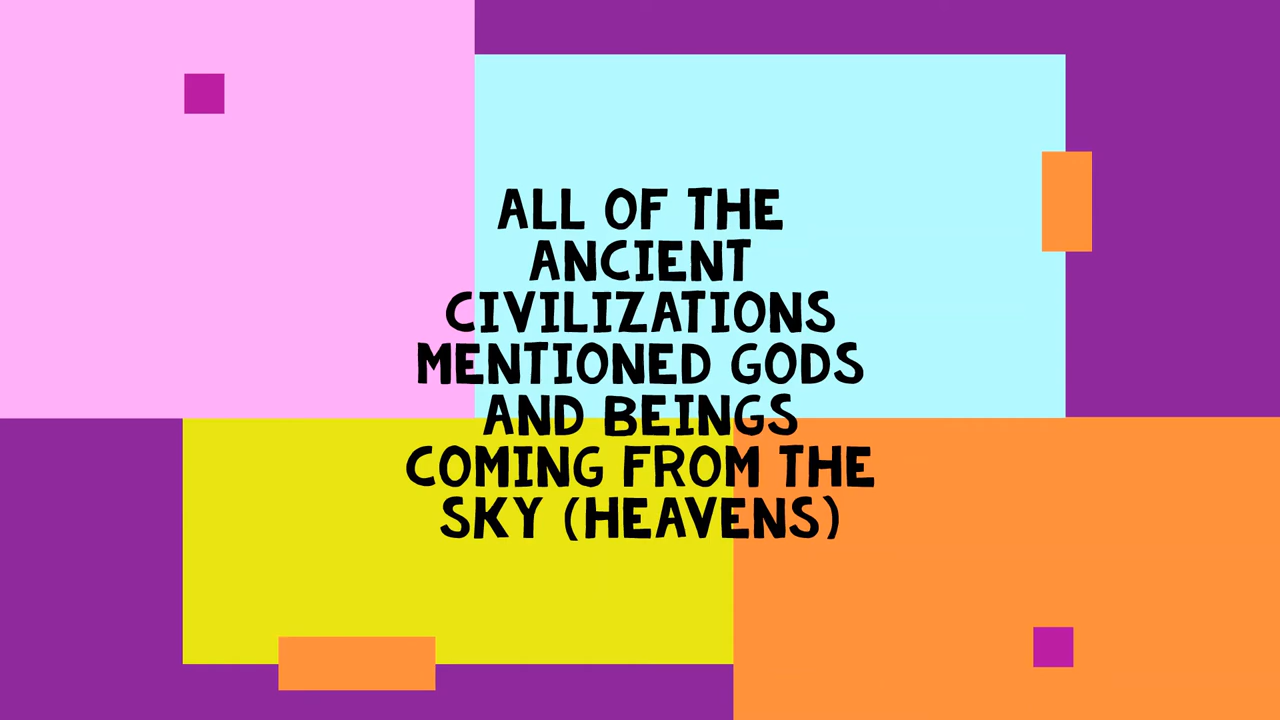 ALL OF THE
ANCIENT
CIVILIZATIONS
MENTIONED GODS
AND BEINGS
COMING FROM THE
SKY (HEAVENS)